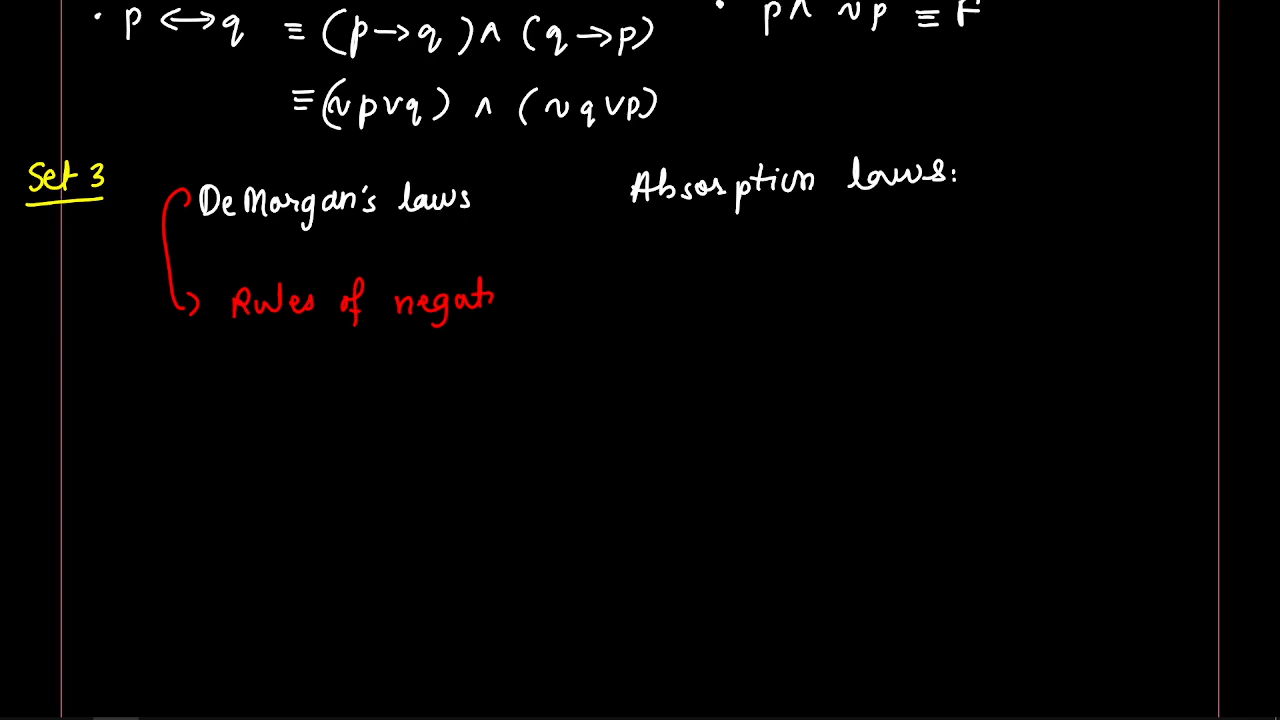 · p ↔ q ≡ (p → q) ∧ (q → p)
≡ (~p ∨ q) ∧ (~q ∨ p)
· p ∧ ~p ≡ F
Set 3
De Morgan's laws
Rules of negat
Absorption laws: